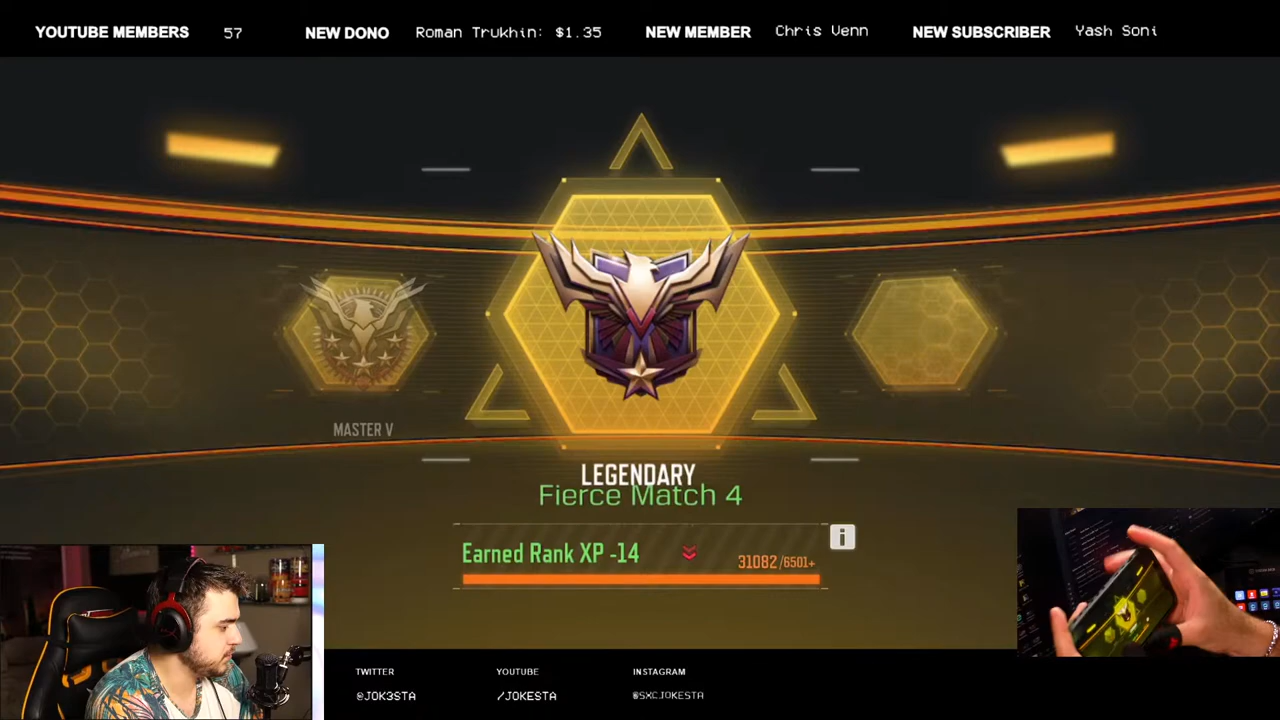 YOUTUBE MEMBERS 57 NEW DONO Roman Trukhin: $1.35 NEW MEMBER Chris Venn NEW SUBSCRIBER Yash Soni
MASTER V
LEGENDARY
Fierce Match 4
i
Earned Rank XP -14 31082/6501+
TWITTER YOUTUBE INSTAGRAM
@JOK3STA /JOKESTA @SXCJOKESTA